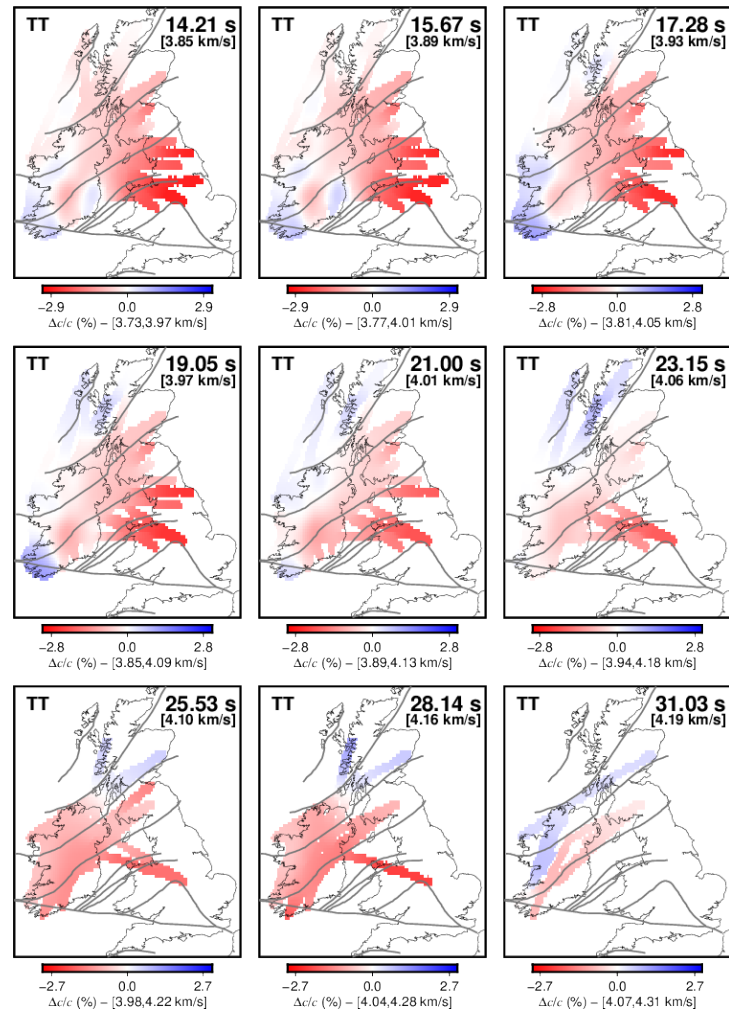 TT 14.21 s
[3.85 km/s]
TT 15.67 s
[3.89 km/s]
TT 17.28 s
[3.93 km/s]
−2.9 0.0 2.9
Δc/c (%) − [3.73,3.97 km/s]
−2.9 0.0 2.9
Δc/c (%) − [3.77,4.01 km/s]
−2.8 0.0 2.8
Δc/c (%) − [3.81,4.05 km/s]
TT 19.05 s
[3.97 km/s]
TT 21.00 s
[4.01 km/s]
TT 23.15 s
[4.06 km/s]
−2.8 0.0 2.8
Δc/c (%) − [3.85,4.09 km/s]
−2.8 0.0 2.8
Δc/c (%) − [3.89,4.13 km/s]
−2.8 0.0 2.8
Δc/c (%) − [3.94,4.18 km/s]
TT 25.53 s
[4.10 km/s]
TT 28.14 s
[4.16 km/s]
TT 31.03 s
[4.19 km/s]
−2.7 0.0 2.7
Δc/c (%) − [3.98,4.22 km/s]
−2.7 0.0 2.7
Δc/c (%) − [4.04,4.28 km/s]
−2.7 0.0 2.7
Δc/c (%) − [4.07,4.31 km/s]